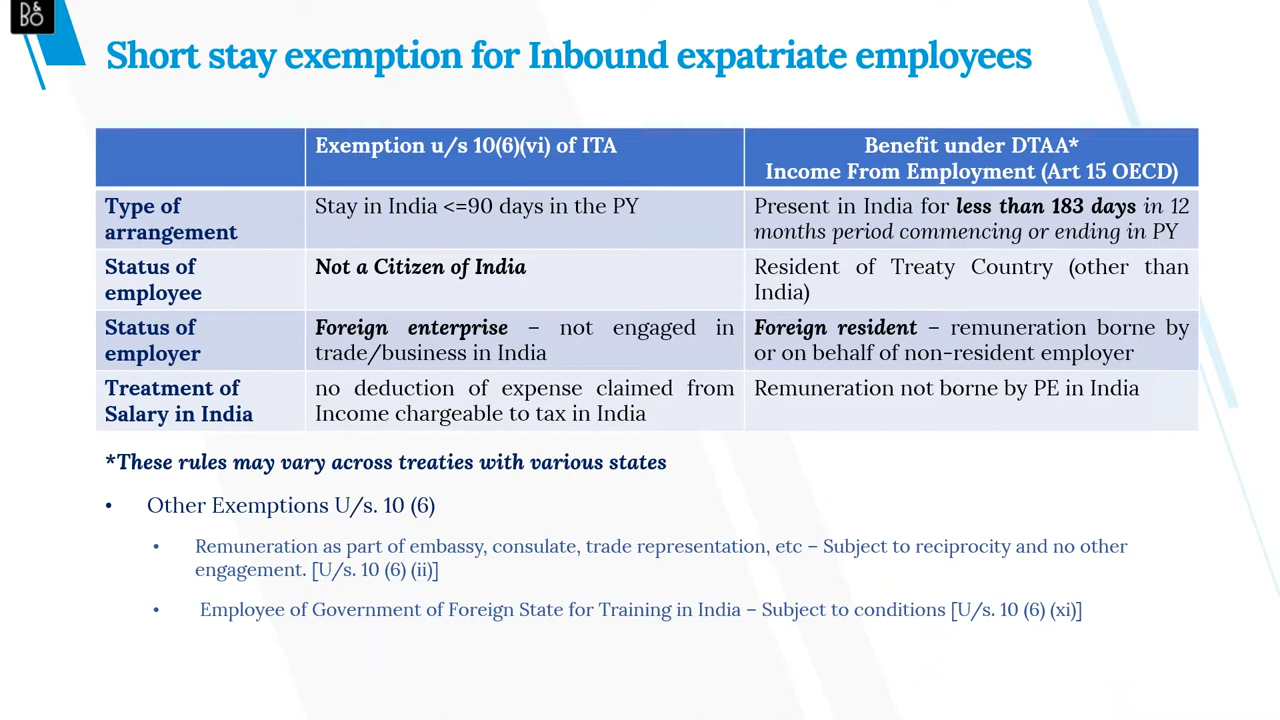 B&O
Short stay exemption for Inbound expatriate employees
Exemption u/s 10(6)(vi) of ITA
Benefit under DTAA*
Income From Employment (Art 15 OECD)
Type of
arrangement
Stay in India <=90 days in the PY
Present in India for less than 183 days in 12
months period commencing or ending in PY
Status of
employee
Not a Citizen of India
Resident of Treaty Country (other than
India)
Status of
employer
Foreign enterprise – not engaged in
trade/business in India
Foreign resident – remuneration borne by
or on behalf of non-resident employer
Treatment of
Salary in India
no deduction of expense claimed from
Income chargeable to tax in India
Remuneration not borne by PE in India
*These rules may vary across treaties with various states
• Other Exemptions U/s. 10 (6)
• Remuneration as part of embassy, consulate, trade representation, etc – Subject to reciprocity and no other
engagement. [U/s. 10 (6) (ii)]
• Employee of Government of Foreign State for Training in India – Subject to conditions [U/s. 10 (6) (xi)]